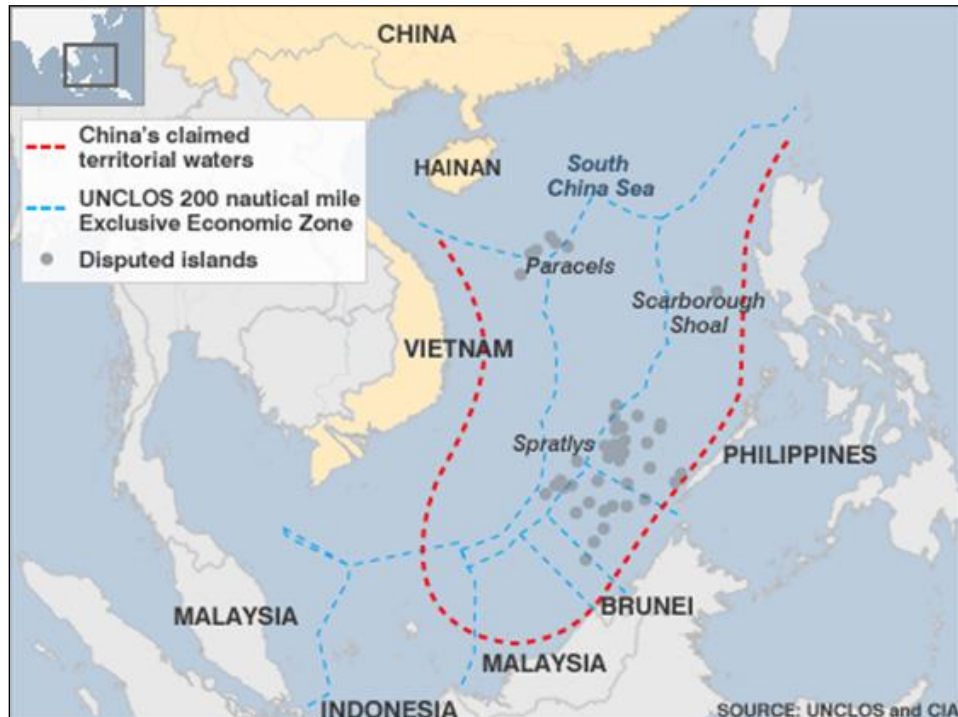 CHINA
China's claimed
territorial waters
UNCLOS 200 nautical mile
Exclusive Economic Zone
Disputed islands
HAINAN
South
China Sea
Paracels
Scarborough
Shoal
VIETNAM
Spratlys
PHILIPPINES
MALAYSIA
BRUNEI
MALAYSIA
INDONESIA
SOURCE: UNCLOS and CIA